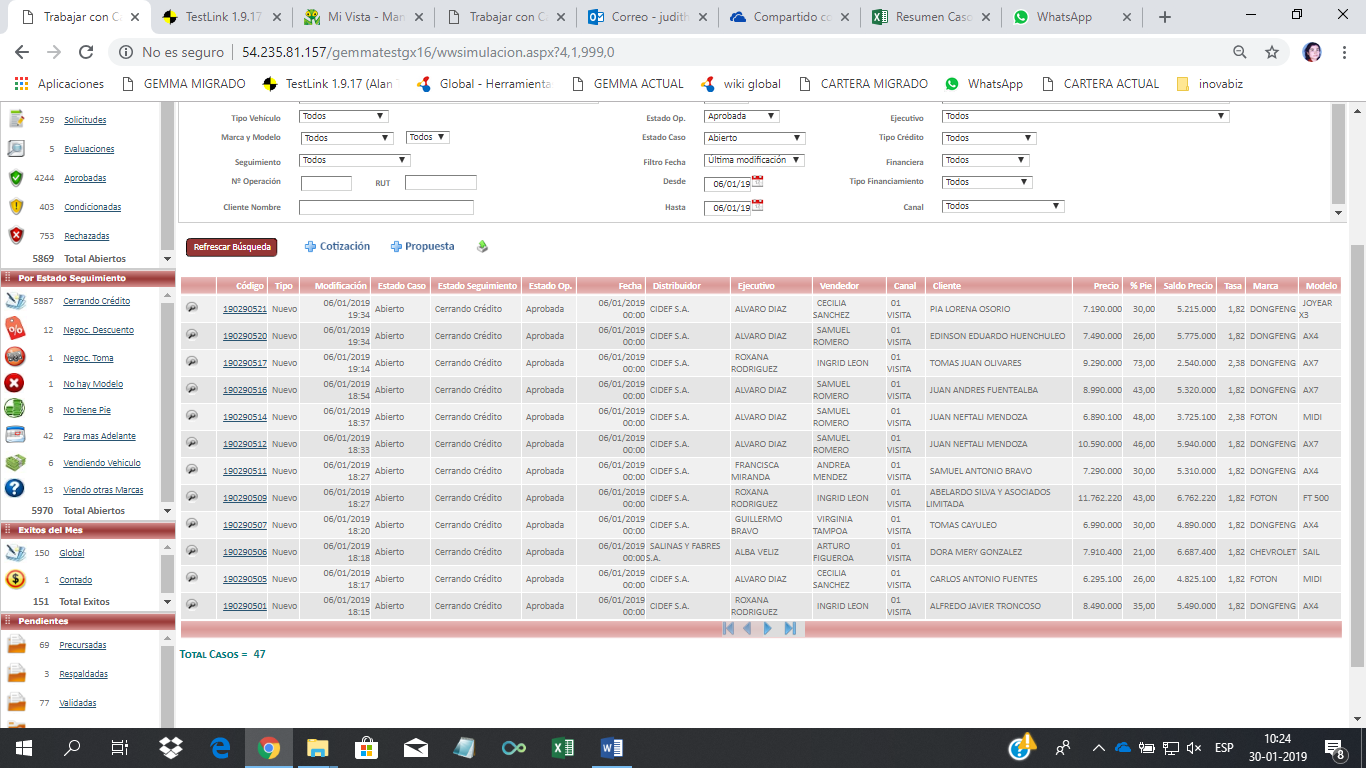 Trabajar con Ca
TestLink 1.9.17
Mi Vista - Man
Trabajar con Ca
Correo - judith
Compartido co
Resumen Caso
WhatsApp
No es seguro | 54.235.81.157/gemmatestgx16/wwsimulacion.aspx?4,1,999,0
Aplicaciones GEMMA MIGRADO TestLink 1.9.17 (Alan Global - Herramienta GEMMA ACTUAL wiki global CARTERA MIGRADO WhatsApp CARTERA ACTUAL inovabiz
259 Solicitudes
5 Evaluaciones
4244 Aprobadas
403 Condicionadas
753 Rechazadas
5869 Total Abiertos
Por Estado Seguimiento
5887 Cerrando Crédito
12 Negoc. Descuento
1 Negoc. Toma
1 No hay Modelo
8 No tiene Pie
42 Para mas Adelante
6 Vendiendo Vehiculo
13 Viendo otras Marcas
5970 Total Abiertos
Exitos del Mes
150 Global
1 Contado
151 Total Exitos
Pendientes
69 Precursadas
3 Respaldadas
77 Validadas
Tipo Vehículo Todos Estado Op. Aprobada Ejecutivo Todos
Marca y Modelo Todos Todos Estado Caso Abierto Tipo Crédito Todos
Seguimiento Todos Filtro Fecha Última modificación Financiera Todos
Nº Operación RUT Desde 06/01/19 Tipo Financiamiento Todos
Cliente Nombre Hasta 06/01/19 Canal Todos
Refrescar Búsqueda Cotización Propuesta
Código Tipo Modificación Estado Caso Estado Seguimiento Estado Op. Fecha Distribuidor Ejecutivo Vendedor Canal Cliente Precio % Pie Saldo Precio Tasa Marca Modelo
190290521 Nuevo 06/01/2019 19:34 Abierto Cerrando Crédito Aprobada 06/01/2019 00:00 CIDEF S.A. ALVARO DIAZ CECILIA SANCHEZ 01 VISITA PIA LORENA OSORIO 7.190.000 30,00 5.215.000 1,82 DONGFENG JOYEAR X3
190290520 Nuevo 06/01/2019 19:34 Abierto Cerrando Crédito Aprobada 06/01/2019 00:00 CIDEF S.A. ALVARO DIAZ SAMUEL ROMERO 01 VISITA EDINSON EDUARDO HUENCHULEO 7.490.000 26,00 5.775.000 1,82 DONGFENG AX4
190290517 Nuevo 06/01/2019 19:14 Abierto Cerrando Crédito Aprobada 06/01/2019 00:00 CIDEF S.A. ROXANA RODRIGUEZ INGRID LEON 01 VISITA TOMAS JUAN OLIVARES 9.290.000 73,00 2.540.000 2,38 DONGFENG AX7
190290516 Nuevo 06/01/2019 18:54 Abierto Cerrando Crédito Aprobada 06/01/2019 00:00 CIDEF S.A. ALVARO DIAZ SAMUEL ROMERO 01 VISITA JUAN ANDRES FUENTEALBA 8.990.000 43,00 5.320.000 1,82 DONGFENG AX7
190290514 Nuevo 06/01/2019 18:37 Abierto Cerrando Crédito Aprobada 06/01/2019 00:00 CIDEF S.A. ALVARO DIAZ SAMUEL ROMERO 01 VISITA JUAN NEFTALI MENDOZA 6.890.100 48,00 3.725.100 2,38 FOTON MIDI
190290512 Nuevo 06/01/2019 18:33 Abierto Cerrando Crédito Aprobada 06/01/2019 00:00 CIDEF S.A. ALVARO DIAZ SAMUEL ROMERO 01 VISITA JUAN NEFTALI MENDOZA 10.590.000 46,00 5.940.000 1,82 DONGFENG AX7
190290511 Nuevo 06/01/2019 18:27 Abierto Cerrando Crédito Aprobada 06/01/2019 00:00 CIDEF S.A. FRANCISCA MIRANDA ANDREA MENDEZ 01 VISITA SAMUEL ANTONIO BRAVO 7.290.000 30,00 5.310.000 1,82 DONGFENG AX4
190290509 Nuevo 06/01/2019 18:27 Abierto Cerrando Crédito Aprobada 06/01/2019 00:00 CIDEF S.A. ROXANA RODRIGUEZ INGRID LEON 01 VISITA ABELARDO SILVA Y ASOCIADOS LIMITADA 11.762.220 43,00 6.762.220 1,82 FOTON FT 500
190290507 Nuevo 06/01/2019 18:20 Abierto Cerrando Crédito Aprobada 06/01/2019 00:00 CIDEF S.A. GUILLERMO BRAVO VIRGINIA TAMPOA 01 VISITA TOMAS CAYULEO 6.990.000 30,00 4.890.000 1,82 DONGFENG AX4
190290506 Nuevo 06/01/2019 18:18 Abierto Cerrando Crédito Aprobada 06/01/2019 00:00 SALINAS Y FABRES S.A. ALBA VELIZ ARTURO FIGUEROA 01 VISITA DORA MERY GONZALEZ 7.910.400 21,00 6.687.400 1,82 CHEVROLET SAIL
190290505 Nuevo 06/01/2019 18:17 Abierto Cerrando Crédito Aprobada 06/01/2019 00:00 CIDEF S.A. ALVARO DIAZ CECILIA SANCHEZ 01 VISITA CARLOS ANTONIO FUENTES 6.295.100 26,00 4.825.100 1,82 FOTON MIDI
190290501 Nuevo 06/01/2019 18:15 Abierto Cerrando Crédito Aprobada 06/01/2019 00:00 CIDEF S.A. ROXANA RODRIGUEZ INGRID LEON 01 VISITA ALFREDO JAVIER TRONCOSO 8.490.000 35,00 5.490.000 1,82 DONGFENG AX4
TOTAL CASOS = 47
ESP
10:24
30-01-2019
8